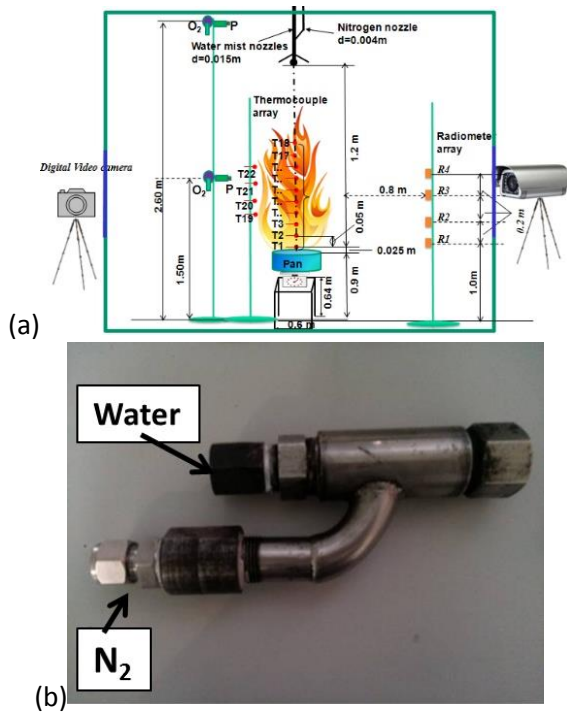 O2 P
Water mist nozzles
d=0.015m
Nitrogen nozzle
d=0.004m
Thermocouple
array
Radiometer
array
Digital Video camera
2.60 m
1.50m
O2 P
T22
T21
T20
T19
T18
T17
T..
T..
T..
T..
T..
T3
T2
T1
Pan
1.2 m
0.8 m
0.05 m
0.025 m
0.9 m
0.64 m
0.6 m
R4
R3
R2
R1
0.2 m
1.0m
(a)
Water
N2
(b)